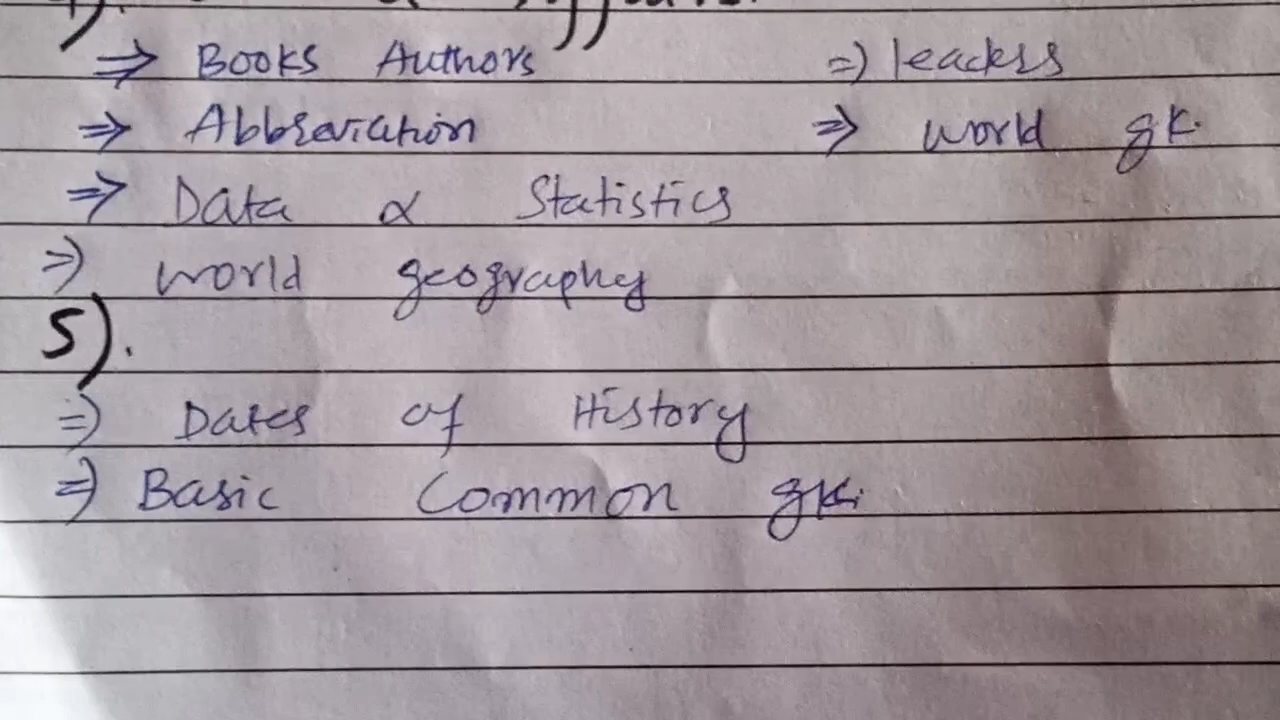 ⇒ Books Authors ⇒ leaders
⇒ Abbreviation ⇒ world gk.
⇒ Data & Statistics
⇒ world geography
5).
⇒ Dates of History
⇒ Basic Common gk.